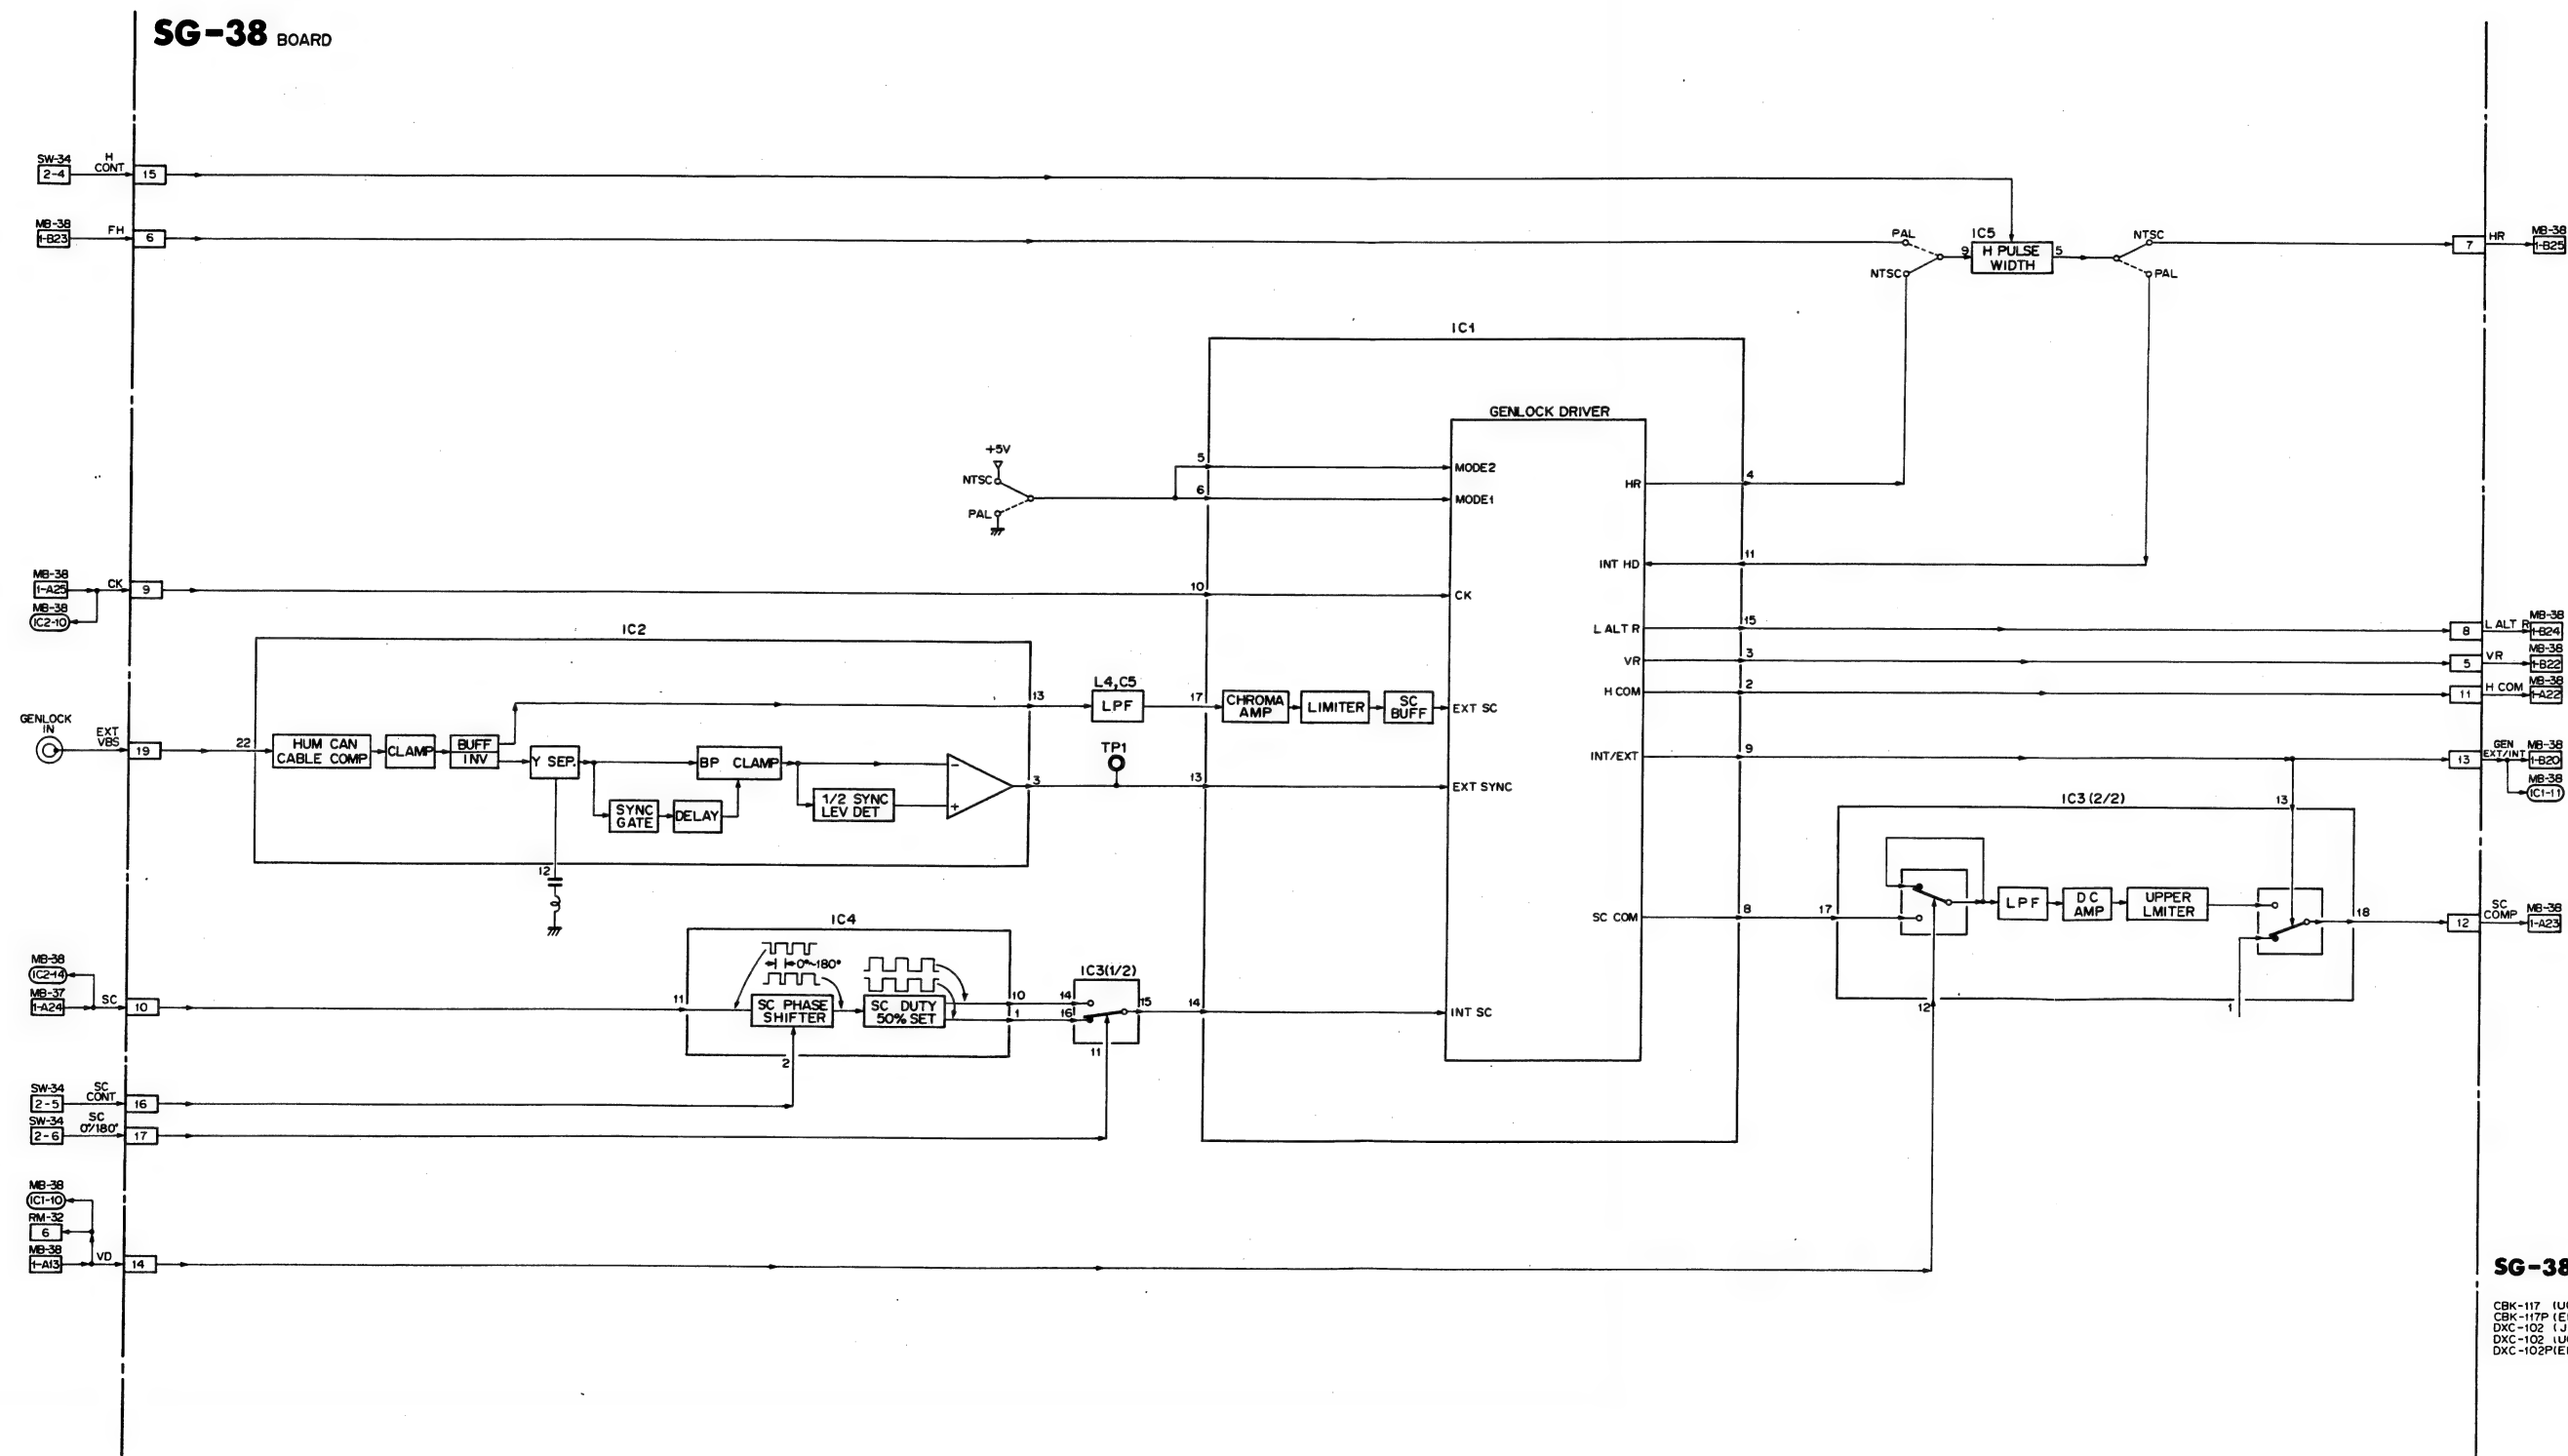 SG-38 BOARD
SW-34
H CONT
2-4
15
MB-38
FH
1-B23
6
PAL
NTSC
IC5
9
H PULSE WIDTH
5
NTSC
PAL
7
HR
MB-38
1-B25
IC1
GENLOCK DRIVER
+5V
NTSC
PAL
5
6
MODE2
MODE1
HR
4
INT HD
11
MB-38
1-A25
CK
9
MB-38
IC2-10
10
CK
L ALT R
15
8
L ALT R
MB-38
1-B24
VR
3
5
VR
MB-38
1-B22
H COM
2
11
H COM
MB-38
1-A22
IC2
GENLOCK IN
EXT VBS
19
22
HUM CAN CABLE COMP
CLAMP
BUFF
INV
Y SEP.
BP CLAMP
SYNC GATE
DELAY
1/2 SYNC LEV DET
-
+
12
13
L4,C5
LPF
17
CHROMA AMP
LIMITER
SC BUFF
EXT SC
3
TP1
13
EXT SYNC
INT/EXT
9
13
GEN EXT/INT
MB-38
1-B20
MB-38
IC1-11
IC3 (2/2)
13
SC COM
8
17
LPF
DC AMP
UPPER LMITER
12
1
18
12
SC COMP
MB-38
1-A23
IC4
MB-38
IC2-14
MB-37
1-A24
SC
10
11
0°~180°
SC PHASE SHIFTER
SC DUTY 50% SET
2
10
1
IC3(1/2)
14
16
15
11
14
INT SC
SW-34
SC CONT
2-5
16
SW-34
SC 0°/180°
2-6
17
MB-38
IC1-10
RM-32
6
MB-38
1-A13
VD
14
SG-38
CBK-117
CBK-117P
DXC-102
DXC-102
DXC-102P